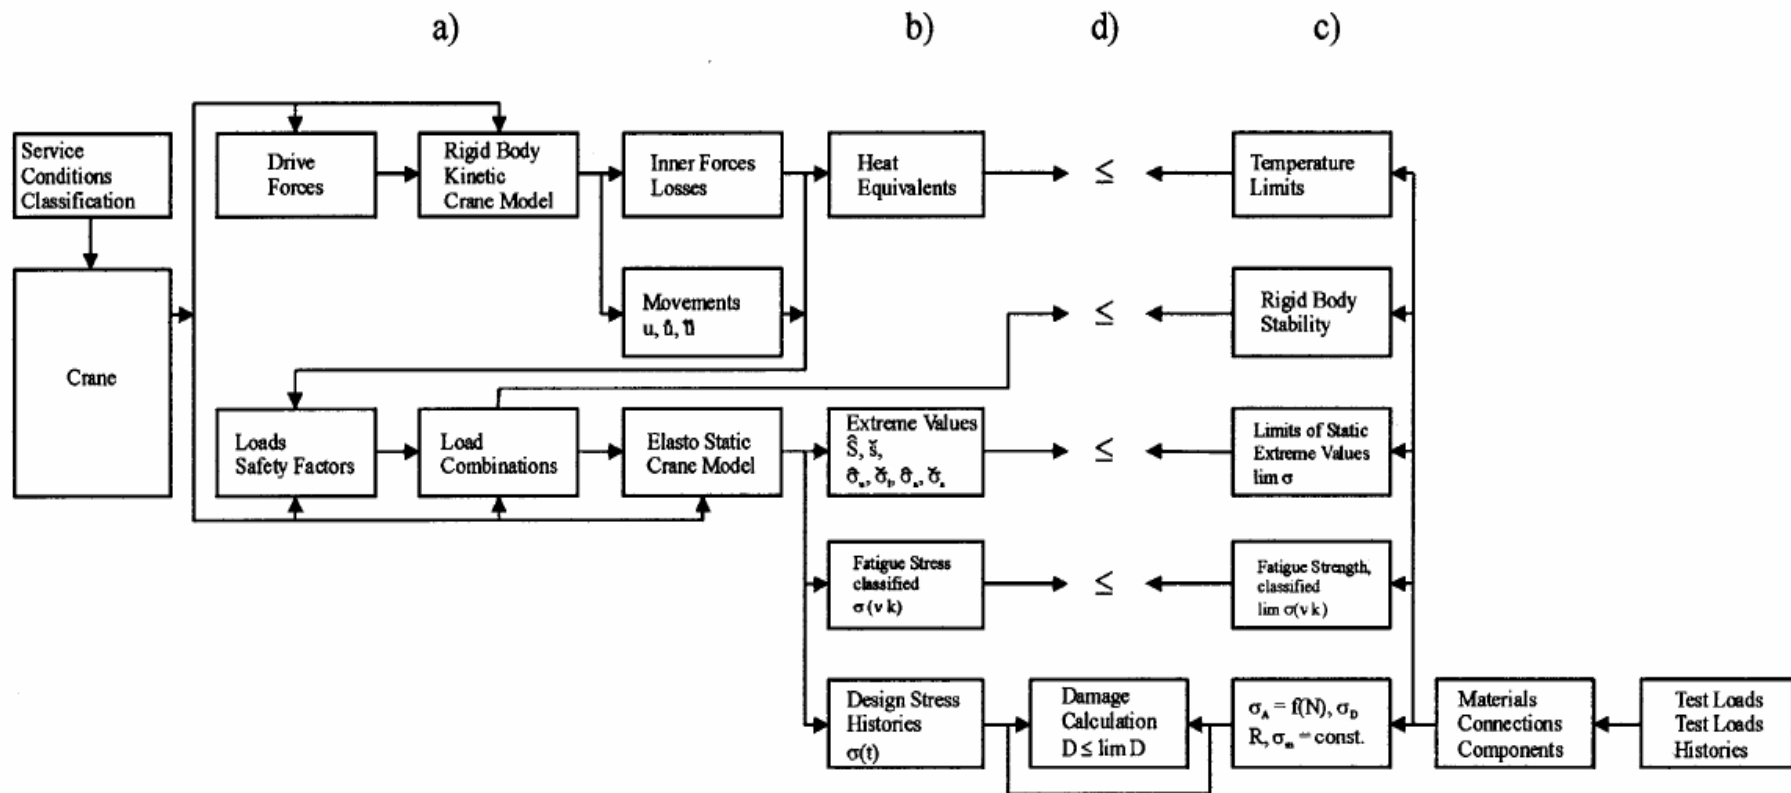 a)
b)
d)
c)
Service
Conditions
Classification
Drive
Forces
Rigid Body
Kinetic
Crane Model
Inner Forces
Losses
Heat
Equivalents
≤
Temperature
Limits
Movements
u, u̇, ü
≤
Rigid Body
Stability
Crane
Loads
Safety Factors
Load
Combinations
Elasto Static
Crane Model
Extreme Values
Ŝ, š,
≤
Limits of Static
Extreme Values
lim σ
Fatigue Stress
classified
σ (v k)
≤
Fatigue Strength,
classified
lim σ(v k)
Design Stress
Histories
σ(t)
Damage
Calculation
D ≤ lim D
σ_A = f(N), σ_D
R, σ_m = const.
Materials
Connections
Components
Test Loads
Test Loads
Histories